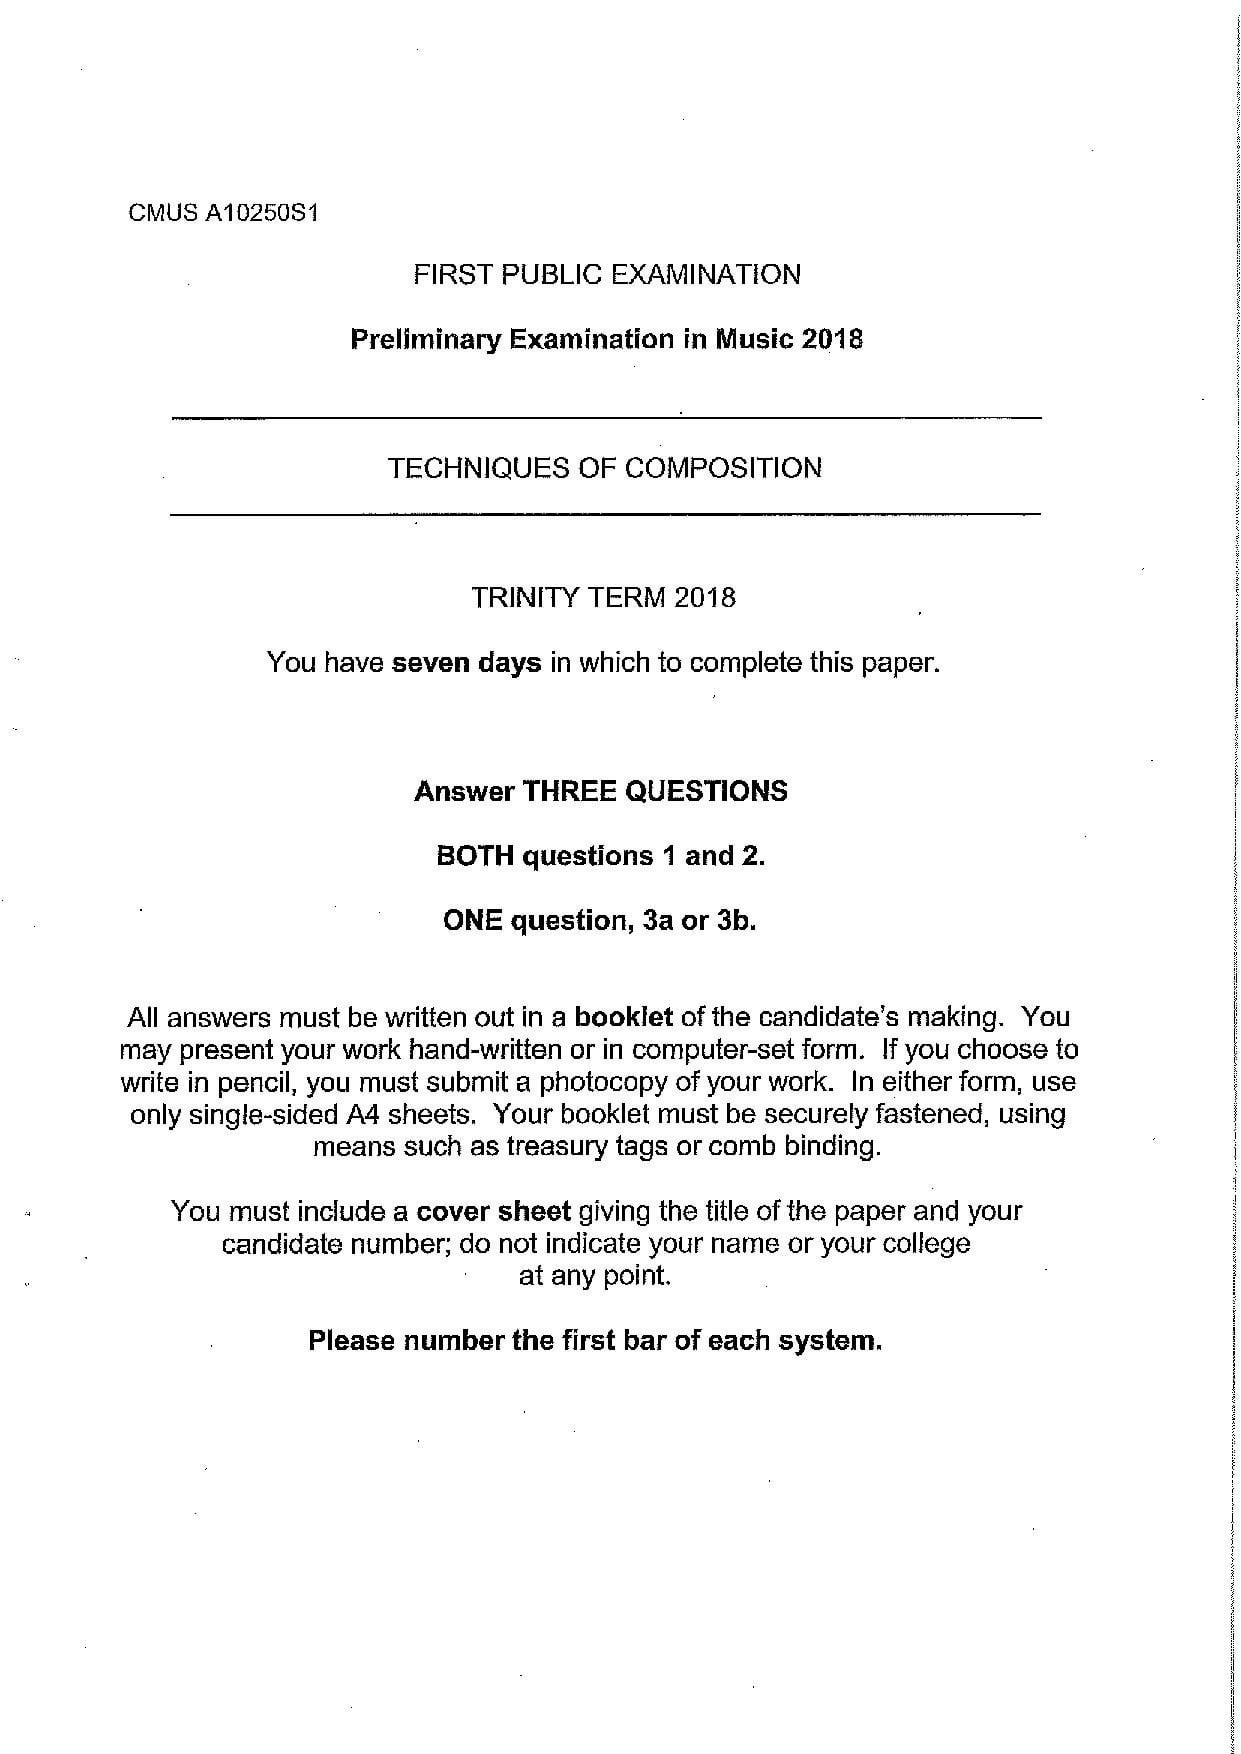 CMUS A10250S1
FIRST PUBLIC EXAMINATION
Preliminary Examination in Music 2018
TECHNIQUES OF COMPOSITION
TRINITY TERM 2018
You have seven days in which to complete this paper.
Answer THREE QUESTIONS
BOTH questions 1 and 2.
ONE question, 3a or 3b.
All answers must be written out in a booklet of the candidate's making. You
may present your work hand-written or in computer-set form. If you choose to
write in pencil, you must submit a photocopy of your work. In either form, use
only single-sided A4 sheets. Your booklet must be securely fastened, using
means such as treasury tags or comb binding.
You must include a cover sheet giving the title of the paper and your
candidate number; do not indicate your name or your college
at any point.
Please number the first bar of each system.